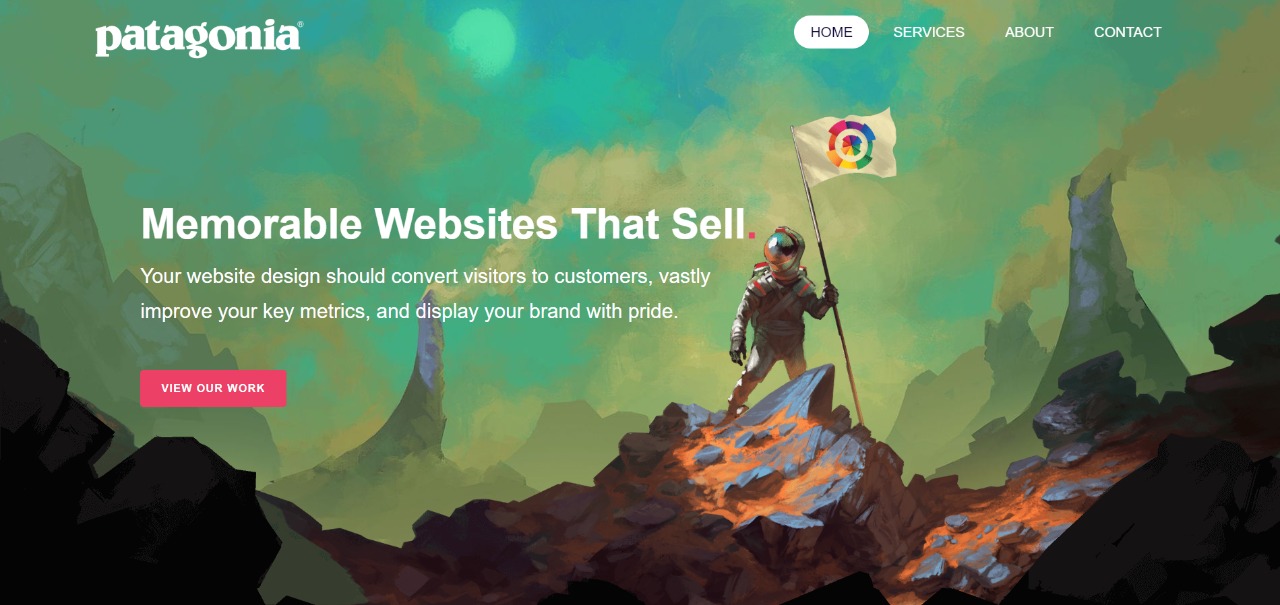 patagonia®
HOME SERVICES ABOUT CONTACT
Memorable Websites That Sell.
Your website design should convert visitors to customers, vastly
improve your key metrics, and display your brand with pride.
VIEW OUR WORK